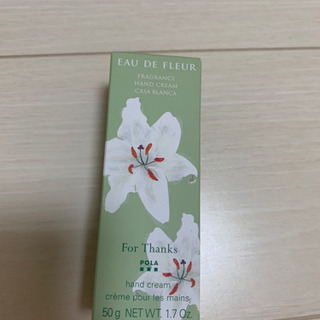 EAU DE FLEUR
FRAGRANCE
HAND CREAM
CASA BLANCA
For Thanks
POLA
hand cream
crème pour les mains
50g NET WT. 1.7 Oz.